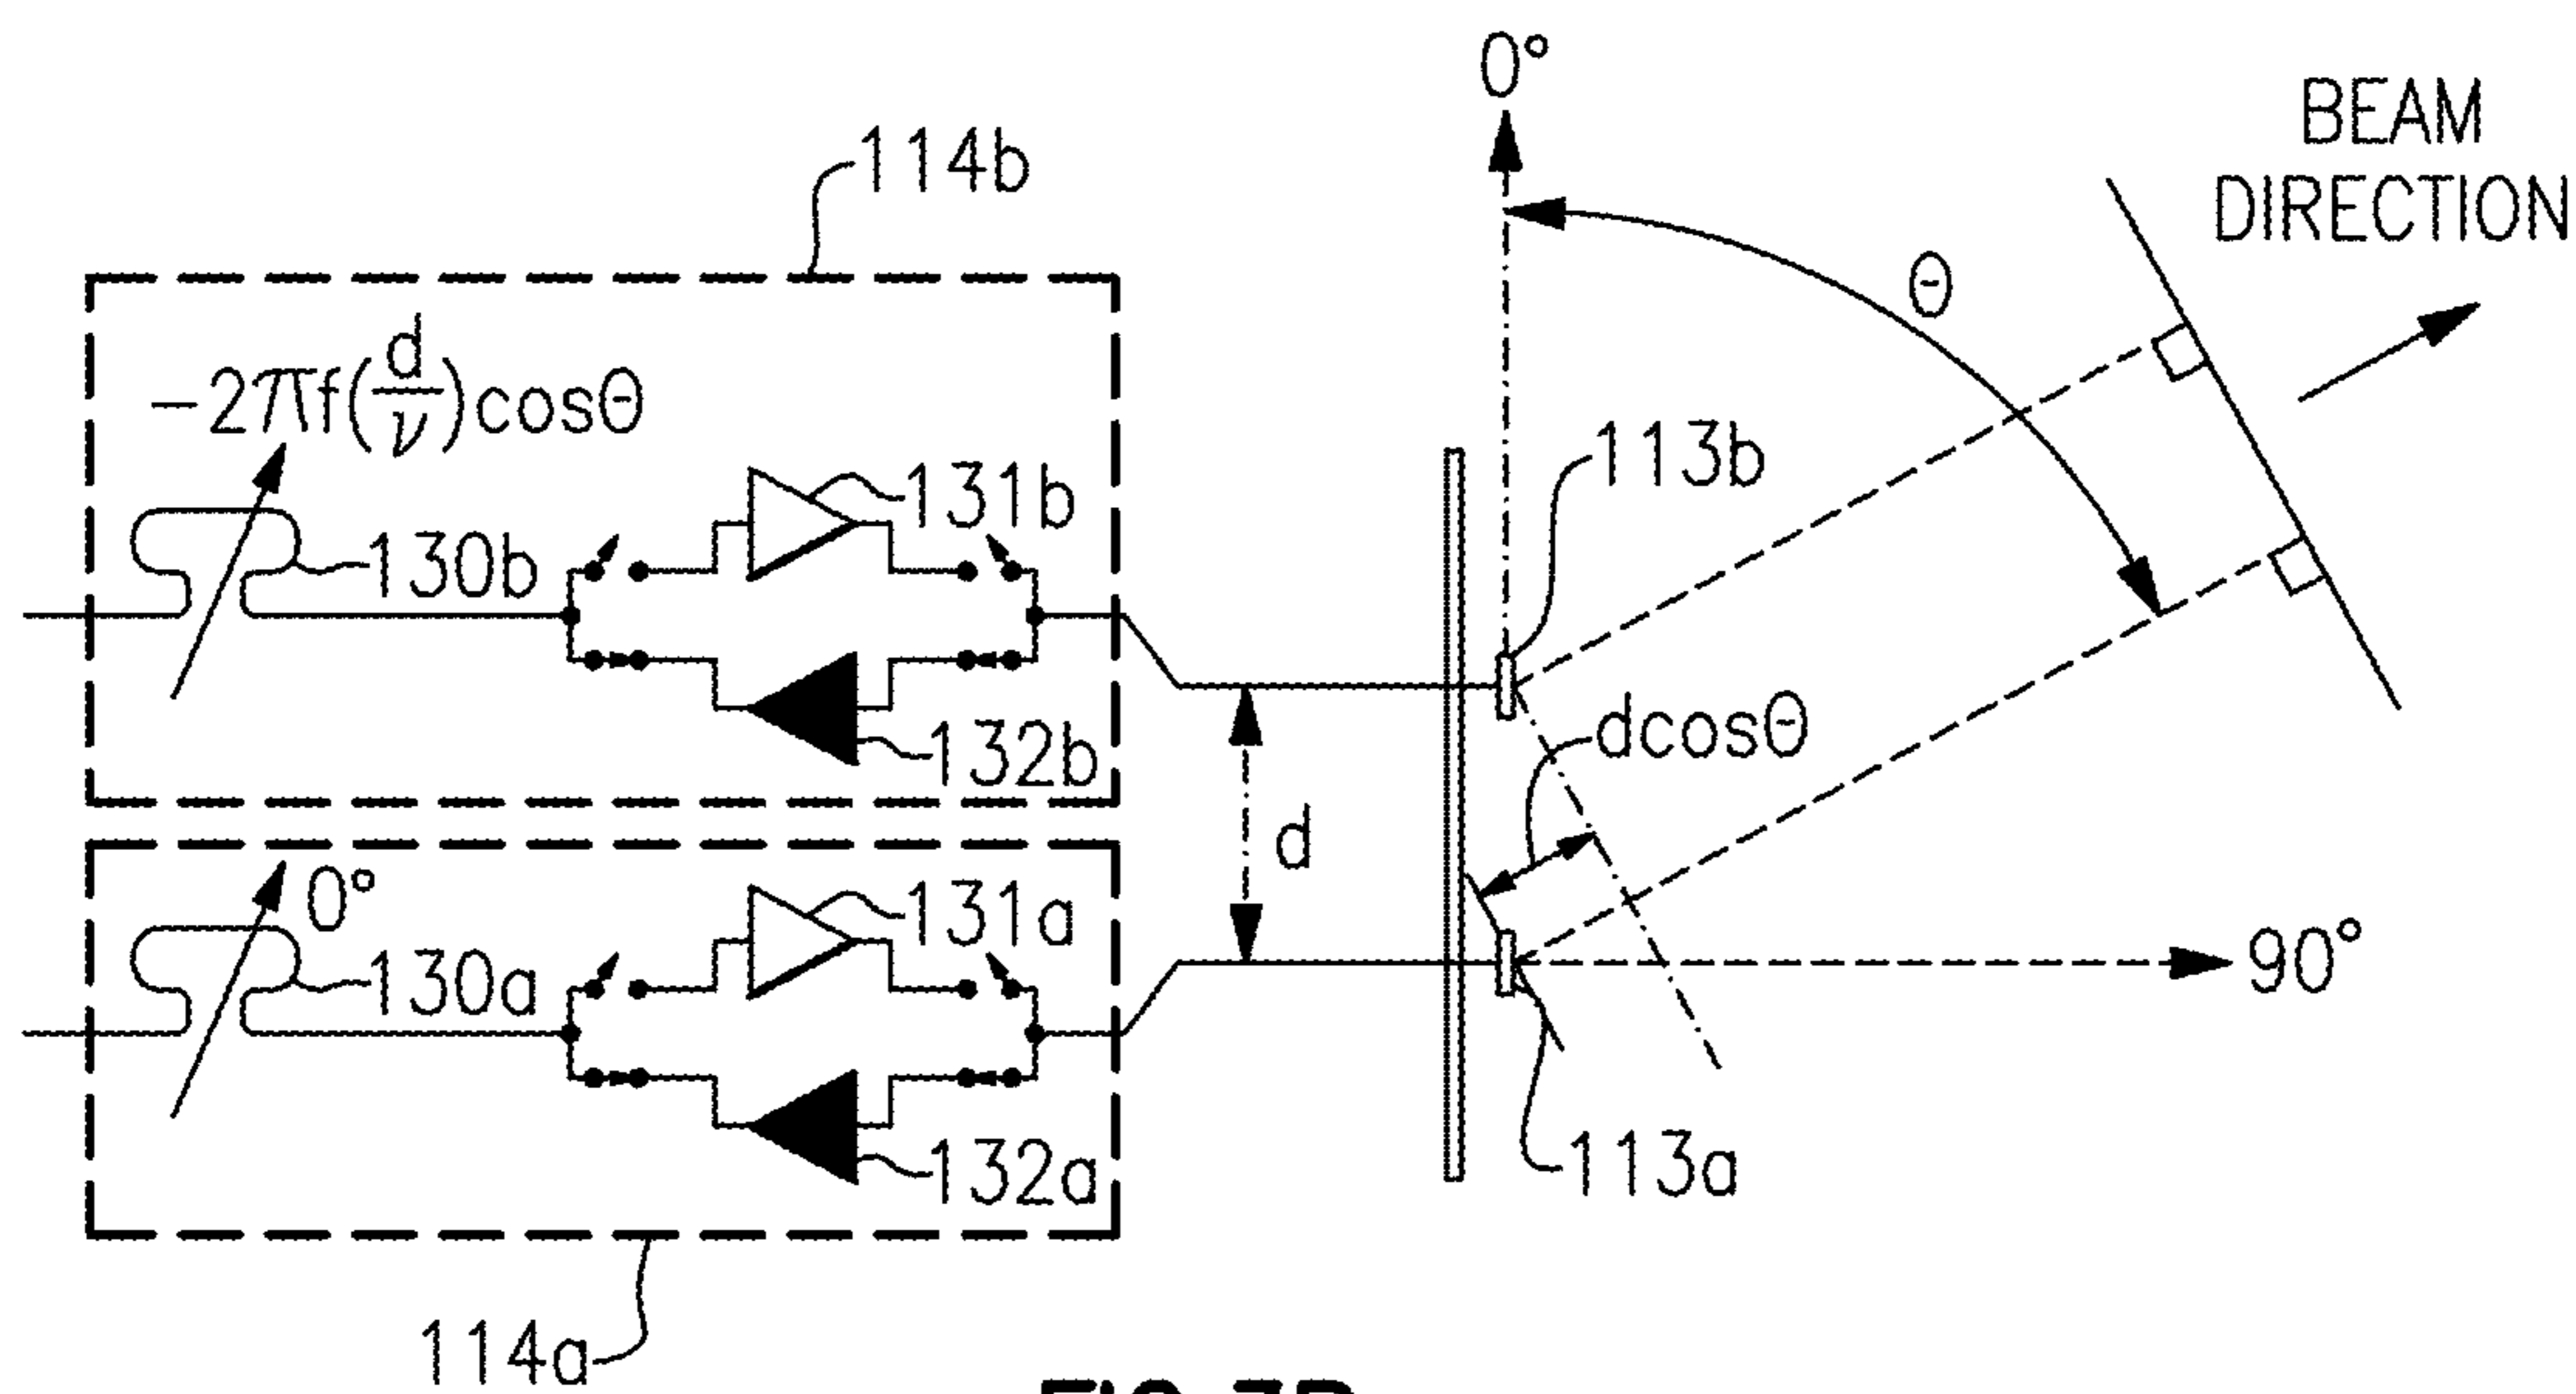 0°
BEAM
DIRECTION
114b
θ
−2πf(d/ν)cosθ
113b
131b
130b
dcosθ
132b
d
0°
131a
130a
90°
113a
132a
114a